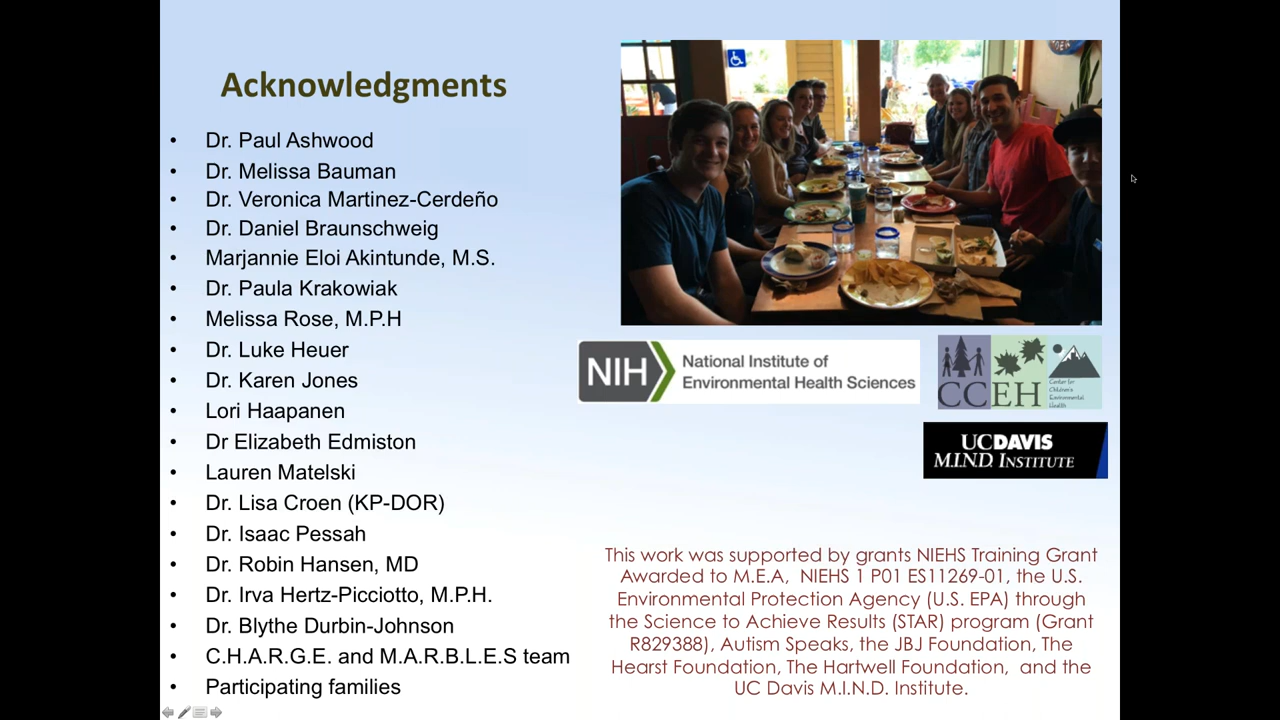 Acknowledgments
• Dr. Paul Ashwood
• Dr. Melissa Bauman
• Dr. Veronica Martinez-Cerdeño
• Dr. Daniel Braunschweig
• Marjannie Eloi Akintunde, M.S.
• Dr. Paula Krakowiak
• Melissa Rose, M.P.H
• Dr. Luke Heuer
• Dr. Karen Jones
• Lori Haapanen
• Dr Elizabeth Edmiston
• Lauren Matelski
• Dr. Lisa Croen (KP-DOR)
• Dr. Isaac Pessah
• Dr. Robin Hansen, MD
• Dr. Irva Hertz-Picciotto, M.P.H.
• Dr. Blythe Durbin-Johnson
• C.H.A.R.G.E. and M.A.R.B.L.E.S team
• Participating families
NIH
National Institute of
Environmental Health Sciences
CCEH
Center for
Children's
Environmental
Health
UCDAVIS
M.I.N.D. INSTITUTE
This work was supported by grants NIEHS Training Grant
Awarded to M.E.A, NIEHS 1 P01 ES11269-01, the U.S.
Environmental Protection Agency (U.S. EPA) through
the Science to Achieve Results (STAR) program (Grant
R829388), Autism Speaks, the JBJ Foundation, The
Hearst Foundation, The Hartwell Foundation, and the
UC Davis M.I.N.D. Institute.